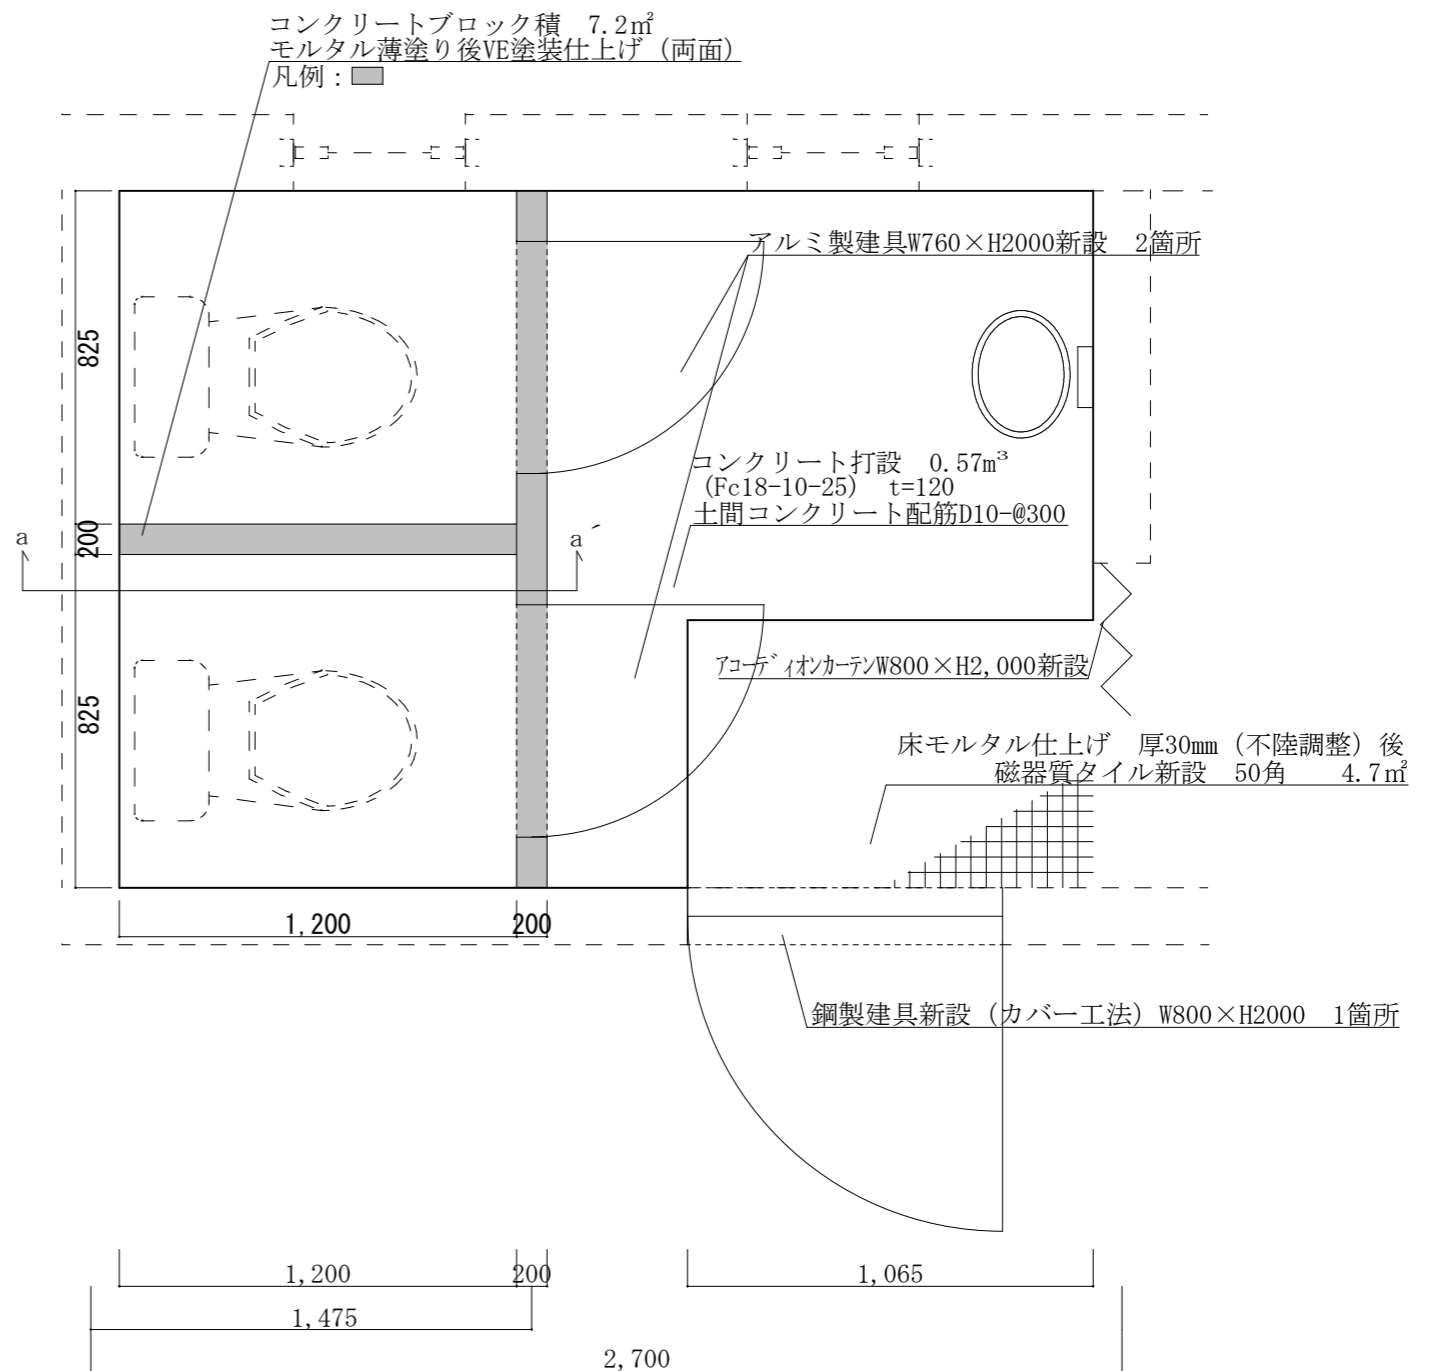 コンクリートブロック積　7.2㎡
モルタル薄塗り後VE塗装仕上げ（両面）
凡例：
アルミ製建具W760×H2000新設　2箇所
825
コンクリート打設　0.57m³
（Fc18-10-25）　t=120
土間コンクリート配筋D10-@300
200
a
a´
アコーディオンカーテンW800×H2,000新設
825
床モルタル仕上げ　厚30mm（不陸調整）後
磁器質タイル新設　50角　　4.7㎡
1,200
200
鋼製建具新設（カバー工法）W800×H2000　1箇所
1,200
200
1,065
1,475
2,700